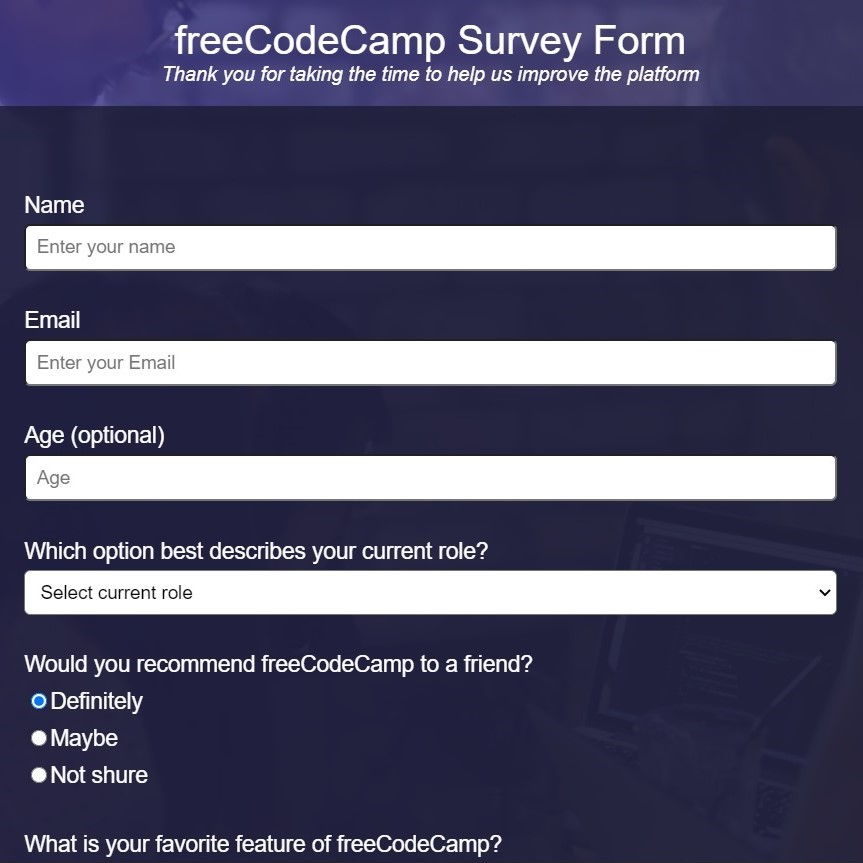 freeCodeCamp Survey Form
Thank you for taking the time to help us improve the platform
Name
Enter your name
Email
Enter your Email
Age (optional)
Age
Which option best describes your current role?
Select current role
Would you recommend freeCodeCamp to a friend?
Definitely
Maybe
Not shure
What is your favorite feature of freeCodeCamp?